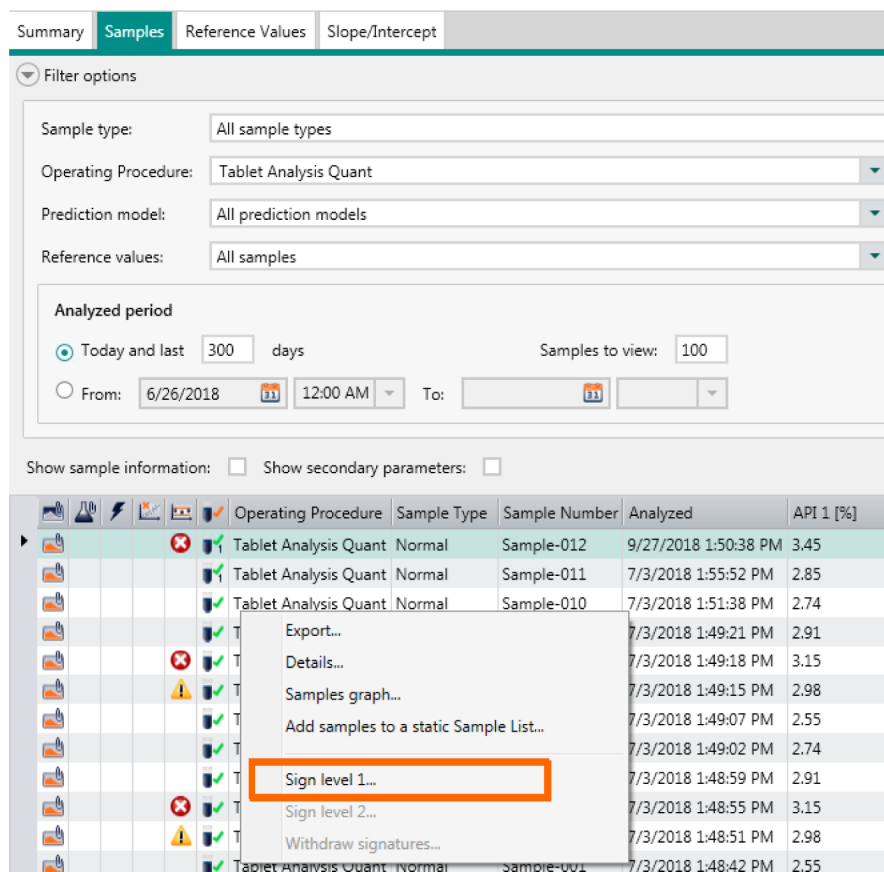 Summary Samples Reference Values Slope/Intercept
Filter options
Sample type: All sample types
Operating Procedure: Tablet Analysis Quant
Prediction model: All prediction models
Reference values: All samples
Analyzed period
Today and last 300 days Samples to view: 100
From: 6/26/2018 31 12:00 AM To: 31
Show sample information: Show secondary parameters:
Operating Procedure Sample Type Sample Number Analyzed API 1 [%]
1 Tablet Analysis Quant Normal Sample-012 9/27/2018 1:50:38 PM 3.45
1 Tablet Analysis Quant Normal Sample-011 7/3/2018 1:55:52 PM 2.85
Tablet Analysis Quant Normal Sample-010 7/3/2018 1:51:38 PM 2.74
T 7/3/2018 1:49:21 PM 2.91
T 7/3/2018 1:49:18 PM 3.15
T 7/3/2018 1:49:15 PM 2.98
T 7/3/2018 1:49:07 PM 2.55
T 7/3/2018 1:49:02 PM 2.74
T 7/3/2018 1:48:59 PM 2.91
T 7/3/2018 1:48:55 PM 3.15
T 7/3/2018 1:48:51 PM 2.98
Tablet Analysis Quant Normal Sample-001 7/3/2018 1:48:42 PM 2.55
Export...
Details...
Samples graph...
Add samples to a static Sample List...
Sign level 1...
Sign level 2...
Withdraw signatures...